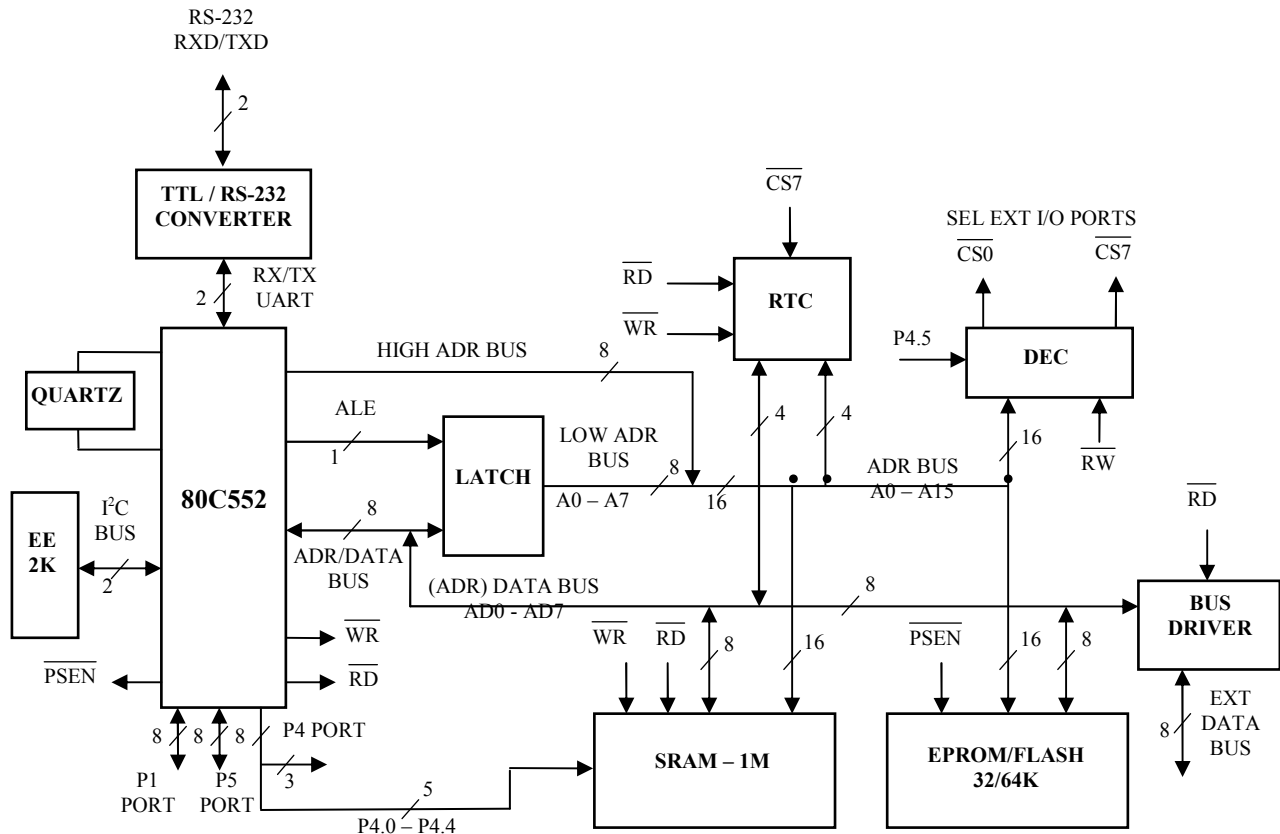 RS-232
RXD/TXD
2
TTL / RS-232
CONVERTER
2
RX/TX
UART
QUARTZ
80C552
EE
2K
I²C
BUS
2
PSEN
8
8
8
P1
PORT
P5
PORT
P4 PORT
3
5
P4.0 – P4.4
HIGH ADR BUS
8
ALE
1
LATCH
8
ADR/DATA
BUS
WR
RD
LOW ADR
BUS
8
A0 – A7
16
ADR BUS
A0 – A15
(ADR) DATA BUS
AD0 - AD7
8
CS7
RD
WR
RTC
4
4
SEL EXT I/O PORTS
CS0
CS7
P4.5
DEC
16
RW
WR
RD
8
16
SRAM – 1M
PSEN
16
8
EPROM/FLASH
32/64K
RD
BUS
DRIVER
8
EXT
DATA
BUS